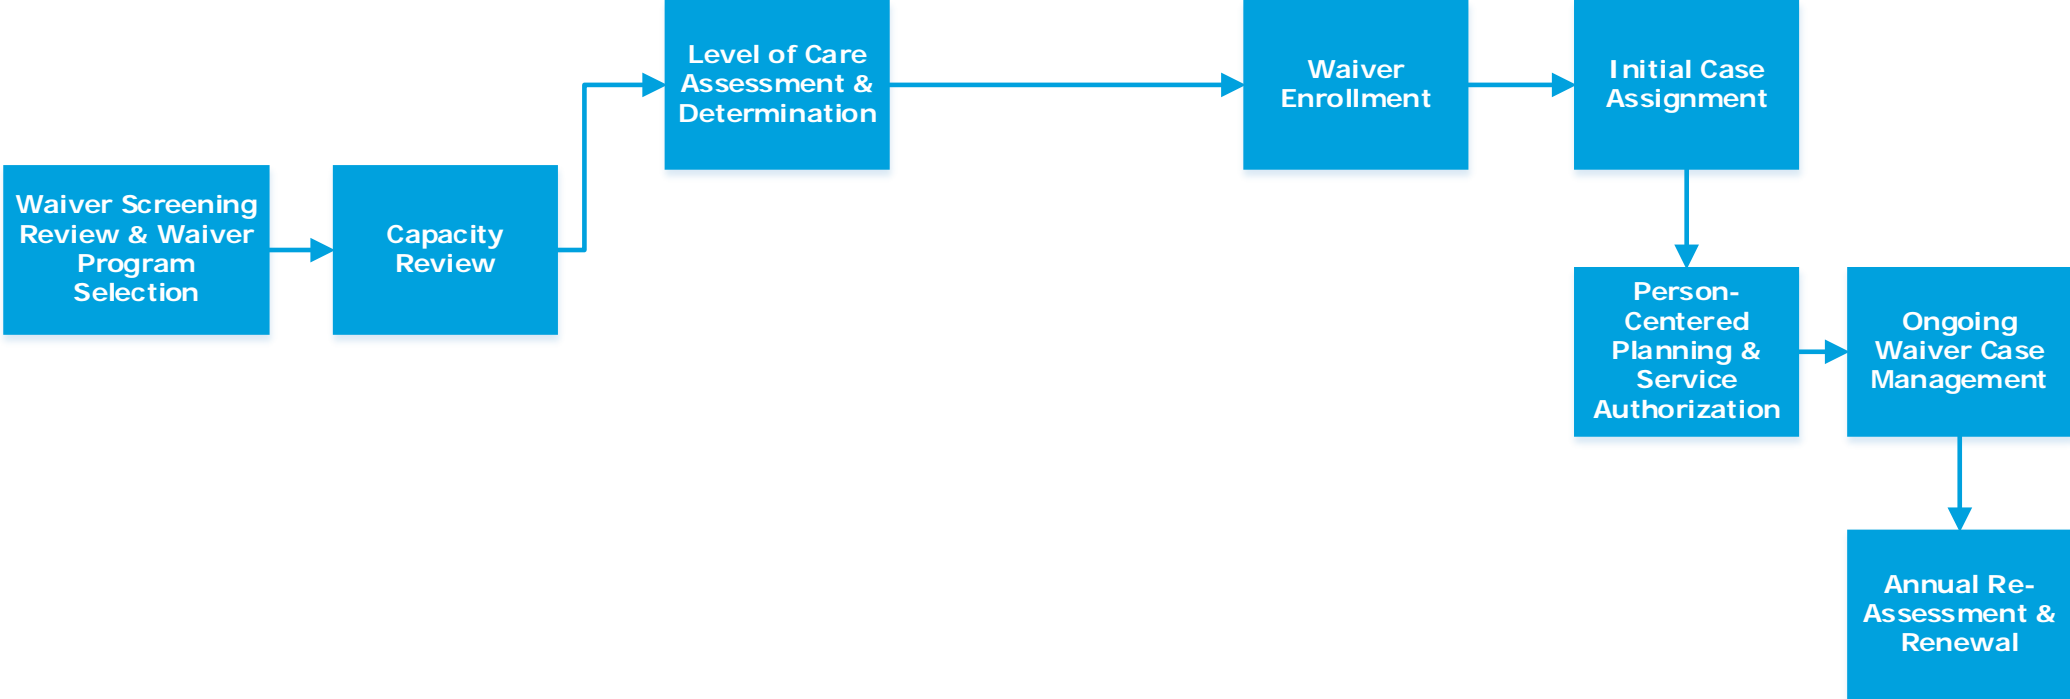 Waiver Screening
Review & Waiver
Program
Selection
Capacity
Review
Level of Care
Assessment &
Determination
Waiver
Enrollment
Initial Case
Assignment
Person-
Centered
Planning &
Service
Authorization
Ongoing
Waiver Case
Management
Annual Re-
Assessment &
Renewal